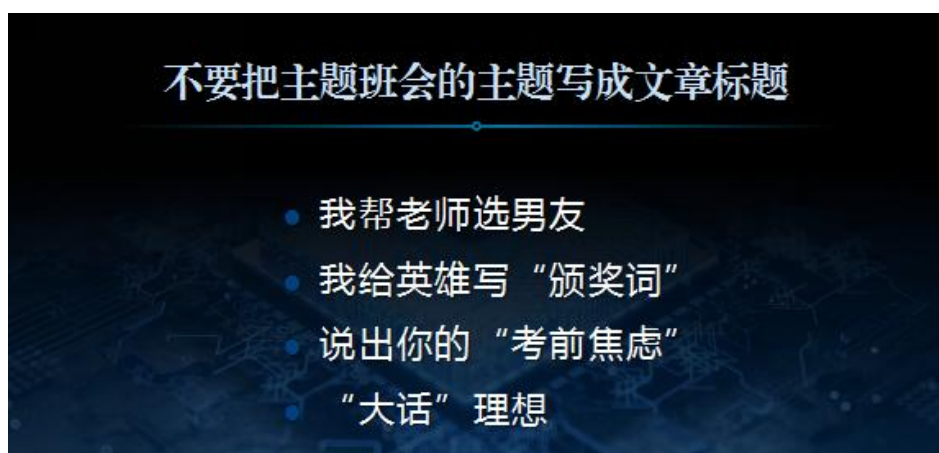 不要把主题班会的主题写成文章标题
我帮老师选男友
我给英雄写“颁奖词”
说出你的“考前焦虑”
“大话”理想